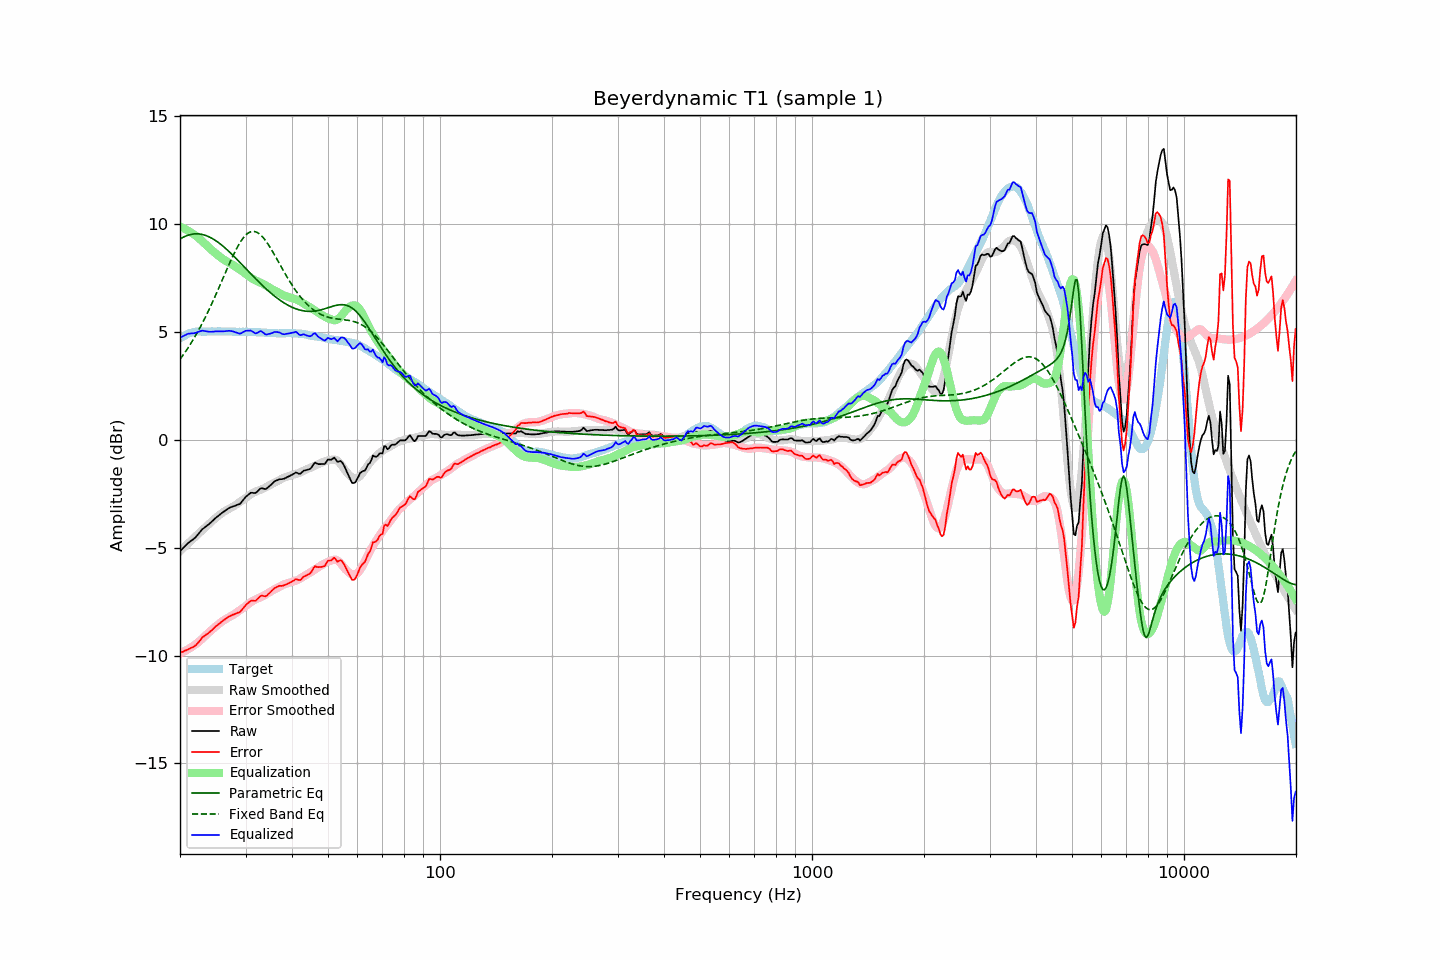 Beyerdynamic T1 (sample 1)
15
10
5
0
−5
−10
−15
Amplitude (dBr)
Target
Raw Smoothed
Error Smoothed
Raw
Error
Equalization
Parametric Eq
Fixed Band Eq
Equalized
100
1000
10000
Frequency (Hz)